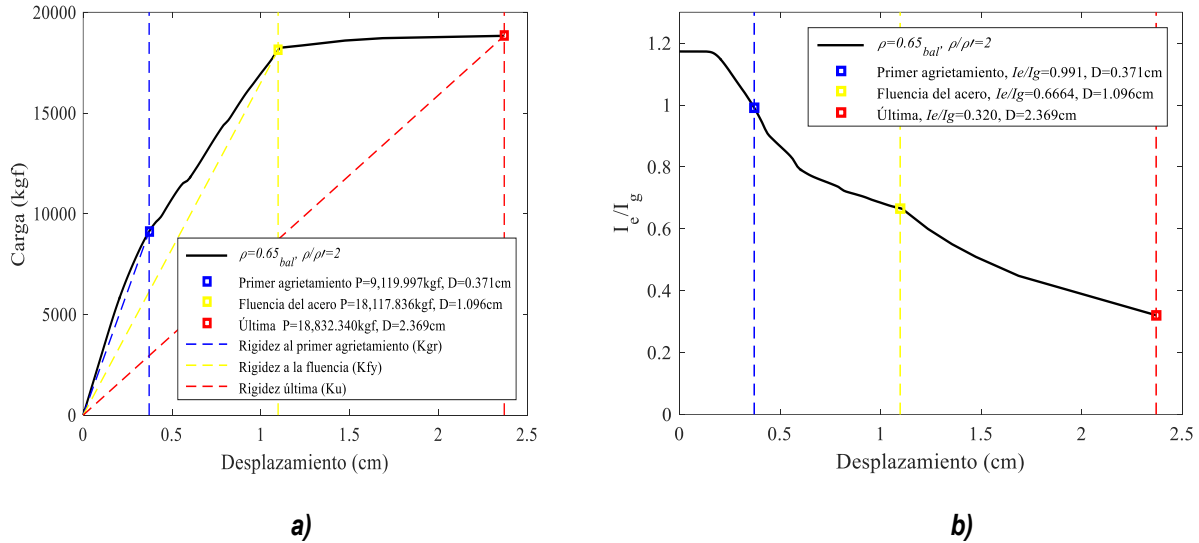 20000
15000
10000
5000
0
Carga (kgf)
ρ=0.65bal, ρ/ρ′=2
Primer agrietamiento P=9,119.997kgf, D=0.371cm
Fluencia del acero P=18,117.836kgf, D=1.096cm
Última P=18,832.340kgf, D=2.369cm
Rigidez al primer agrietamiento (Kgr)
Rigidez a la fluencia (Kfy)
Rigidez última (Ku)
0 0.5 1 1.5 2 2.5
Desplazamiento (cm)
a)
1.2
1
0.8
0.6
0.4
0.2
0
Ie/Ig
ρ=0.65bal, ρ/ρ′=2
Primer agrietamiento, Ie/Ig=0.991, D=0.371cm
Fluencia del acero, Ie/Ig=0.6664, D=1.096cm
Última, Ie/Ig=0.320, D=2.369cm
0 0.5 1 1.5 2 2.5
Desplazamiento (cm)
b)